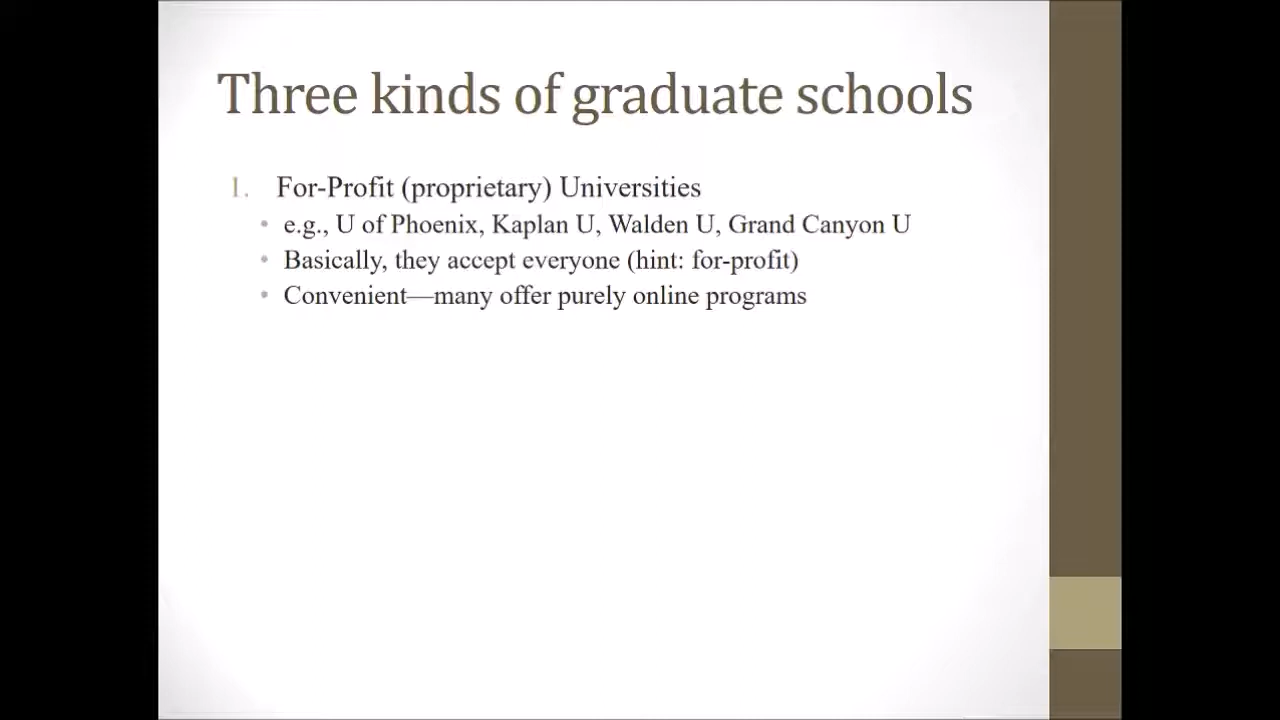 Three kinds of graduate schools
1. For-Profit (proprietary) Universities
• e.g., U of Phoenix, Kaplan U, Walden U, Grand Canyon U
• Basically, they accept everyone (hint: for-profit)
• Convenient—many offer purely online programs